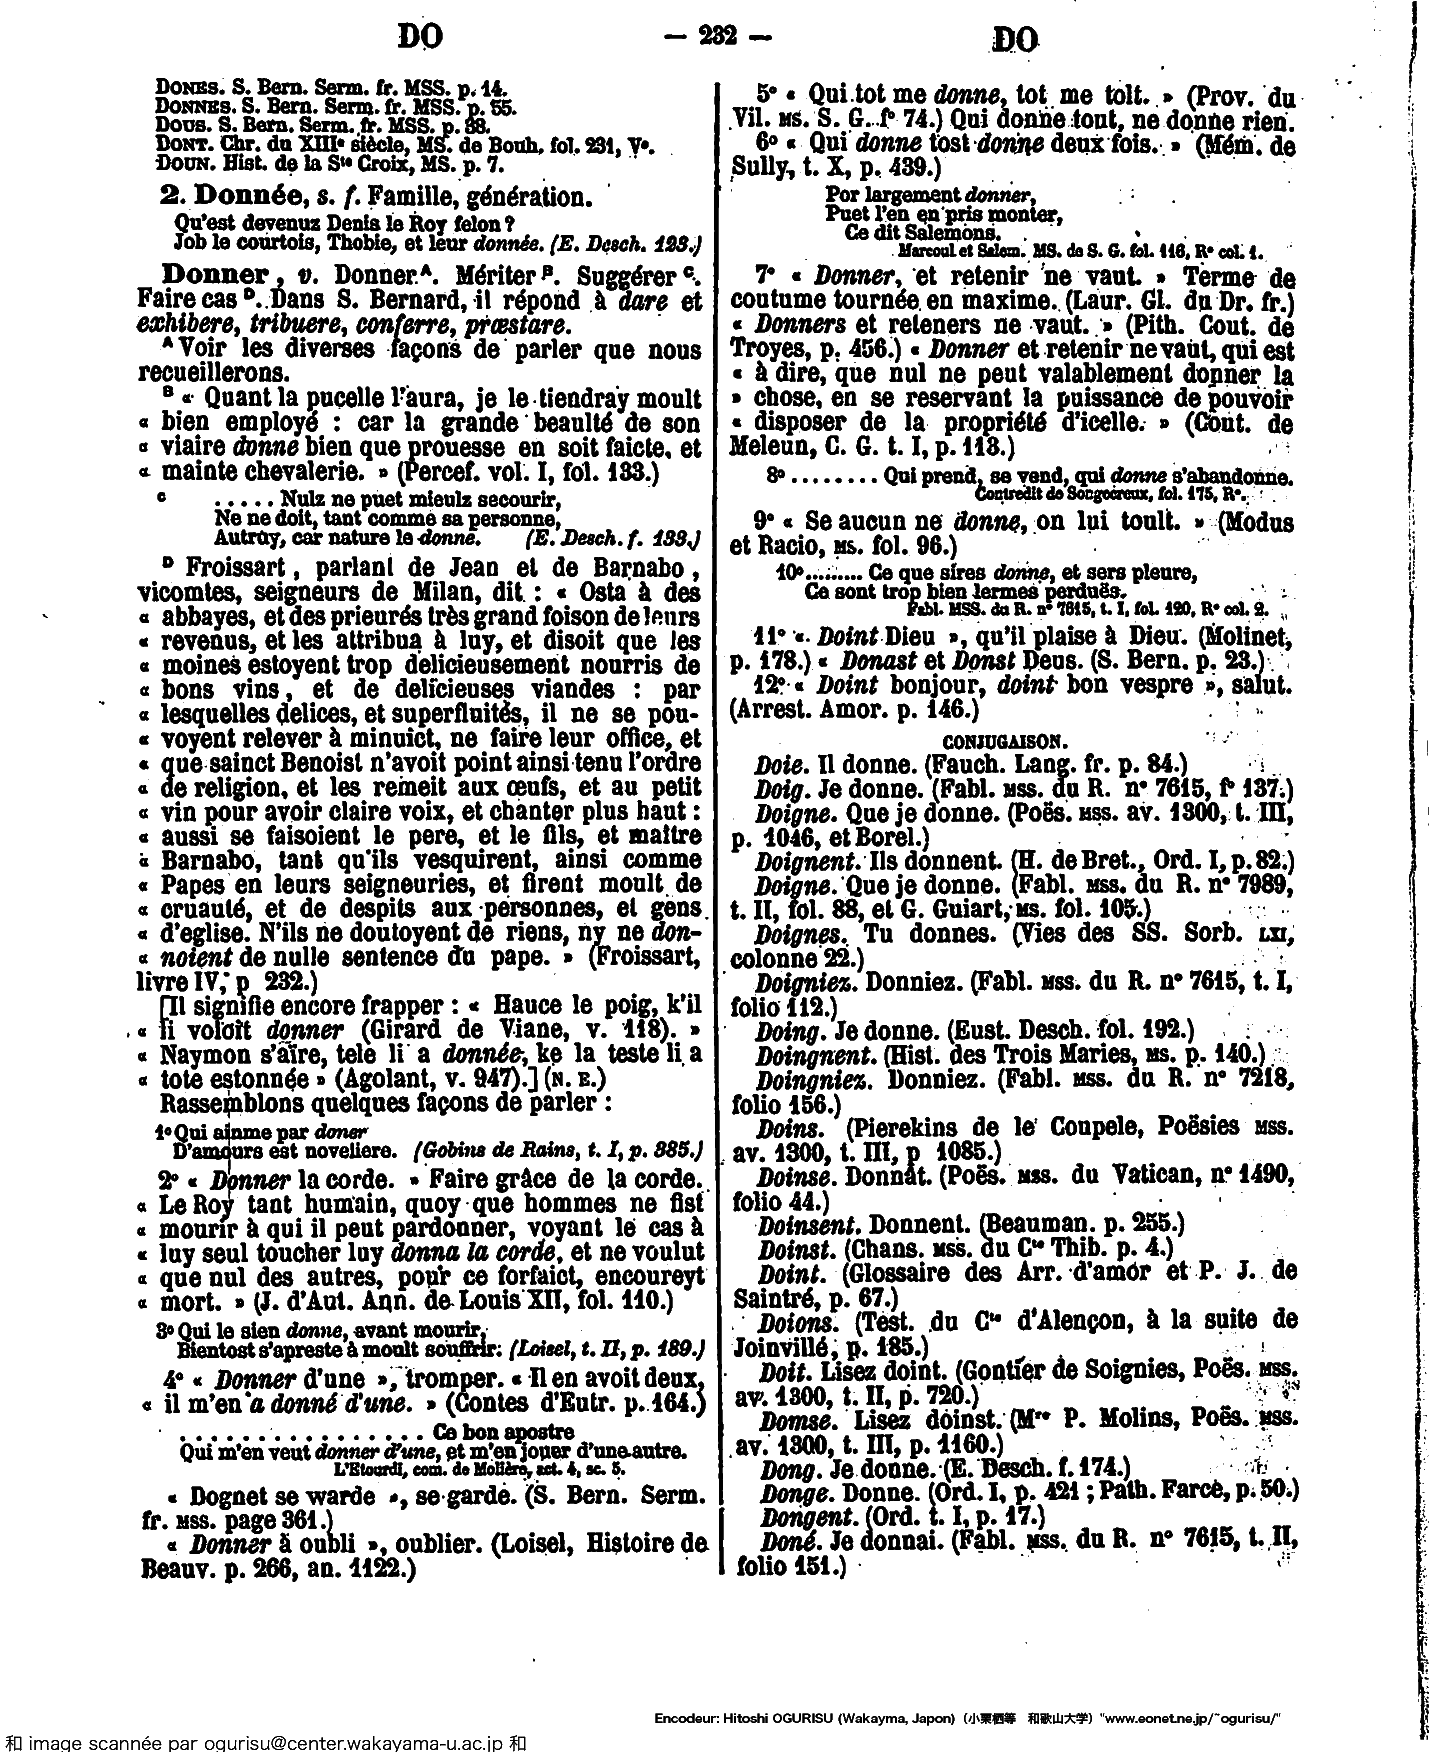 DO
— 232 —
DO
DONES. S. Bern. Serm. fr. MSS. p. 14.
DONNES. S. Bern. Serm. fr. MSS. p. 55.
DOUS. S. Bern. Serm. fr. MSS. p. 38.
DONT. Chr. du XIIIe siècle, MS. de Bouh. fol. 231, Vo.
DOUN. Hist. de la Ste Croix, MS. p. 7.
2. Donnée, s. f. Famille, génération.
Qu'est devenuz Denis le Roy felon ?
Job le courtois, Thobie, et leur donnée. (E. Desch. 123.)
Donner, v. Donner A. Mériter B. Suggérer C.
Faire cas D. Dans S. Bernard, il répond à dare et
exhibere, tribuere, conferre, præstare.
A Voir les diverses façons de parler que nous
recueillerons.
B « Quant la pucelle l'aura, je le tiendray moult
« bien employé : car la grande beaulté de son
« viaire donne bien que prouesse en soit faicte, et
« mainte chevalerie. » (Percef. vol. I, fol. 133.)
C ..... Nulz ne puet mieulz secourir,
Ne ne doit, tant comme sa personne,
Autruy, car nature le donne. (E. Desch. f. 133.)
D Froissart, parlant de Jean et de Barnabo,
vicomtes, seigneurs de Milan, dit : « Osta à des
« abbayes, et des prieurés très grand foison de leurs
« revenus, et les attribua à luy, et disoit que les
« moines estoyent trop delicieusement nourris de
« bons vins, et de delicieuses viandes : par
« lesquelles delices, et superfluités, il ne se pou-
« voyent relever à minuict, ne faire leur office, et
« que sainct Benoist n'avoit point ainsi tenu l'ordre
« de religion, et les remeit aux œufs, et au petit
« vin pour avoir claire voix, et chanter plus haut :
« aussi se faisoient le pere, et le fils, et maitre
« Barnabo, tant qu'ils vesquirent, ainsi comme
« Papes en leurs seigneuries, et firent moult de
« cruauté, et de despits aux personnes, et gens
« d'eglise. N'ils ne doutoyent de riens, ny ne don-
« noient de nulle sentence du pape. » (Froissart,
livre IV, p 232.)
[Il signifie encore frapper : « Hauce le poig, k'il
« li voloit donner (Girard de Viane, v. 118). »
« Naymon s'aïre, tele li a donnée, ke la teste li a
« tote estonnée » (Agolant, v. 947).] (N. E.)
Rassemblons quelques façons de parler :
1o Qui ainme par doner
D'amours est noveliere. (Gobins de Rains, t. I, p. 385.)
2o « Donner la corde. » Faire grâce de la corde.
« Le Roy tant humain, quoy que hommes ne fist
« mourir à qui il peut pardonner, voyant le cas à
« luy seul toucher luy donna la corde, et ne voulut
« que nul des autres, pour ce forfaict, encoureyt
« mort. » (J. d'Aut. Ann. de Louis XII, fol. 110.)
3o Qui le sien donne, avant mourir,
Bientost s'apreste à moult souffrir. (Loisel, t. II, p. 189.)
4o « Donner d'une », tromper. « Il en avoit deux,
« il m'en a donné d'une. » (Contes d'Eutr. p. 164.)
................ Ce bon apostre
Qui m'en veut donner d'une, et m'en jouer d'une autre.
L'Etourdi, com. de Molière, act. 4, sc. 5.
« Dognet se warde », se garde. (S. Bern. Serm.
fr. MSS. page 361.)
« Donner à oubli », oublier. (Loisel, Histoire de
Beauv. p. 266, an. 1122.)
5o « Qui tot me donne, tot me tolt. » (Prov. du
Vil. MS. S. G. fo 74.) Qui donne tout, ne donne rien.
6o « Qui donne tost donne deux fois. » (Mém. de
Sully, t. X, p. 439.)
Por largement donner,
Puet l'en en pris monter,
Ce dit Salemons.
Marcoul et Salem. MS. de S. G. fol. 116, Ro col. 1.
7o « Donner, et retenir ne vaut. » Terme de
coutume tournée en maxime. (Laur. Gl. du Dr. fr.)
« Donners et reteners ne vaut. » (Pith. Cout. de
Troyes, p. 456.) « Donner et retenir ne vaut, qui est
« à dire, que nul ne peut valablement donner la
» chose, en se reservant la puissance de pouvoir
« disposer de la propriété d'icelle. » (Cout. de
Meleun, C. G. t. I, p. 113.)
8o ........ Qui prend, se vend, qui donne s'abandonne.
Contredit de Songecreux, fol. 175, Ro.
9o « Se aucun ne donne, on lui toult. » (Modus
et Racio, MS. fol. 96.)
10o ......... Ce que sires donne, et sers pleure,
Ce sont trop bien lermes perduës.
Fabl. MSS. du R. no 7615, t. I, fol. 120, Ro col. 2.
11o « Doint Dieu », qu'il plaise à Dieu. (Molinet,
p. 178.) « Donast et Donst Deus. (S. Bern. p. 23.)
12o « Doint bonjour, doint bon vespre », salut.
(Arrest. Amor. p. 146.)
CONJUGAISON.
Doie. Il donne. (Fauch. Lang. fr. p. 84.)
Doig. Je donne. (Fabl. MSS. du R. no 7615, fo 137.)
Doigne. Que je donne. (Poës. MSS. av. 1300, t. III,
p. 1046, et Borel.)
Doignent. Ils donnent. (H. de Bret., Ord. I, p. 82.)
Doigne. Que je donne. (Fabl. MSS. du R. no 7989,
t. II, fol. 88, et G. Guiart, MS. fol. 105.)
Doignes. Tu donnes. (Vies des SS. Sorb. LXI,
colonne 22.)
Doigniez. Donniez. (Fabl. MSS. du R. no 7615, t. I,
folio 112.)
Doing. Je donne. (Eust. Desch. fol. 192.)
Doingnent. (Hist. des Trois Maries, MS. p. 140.)
Doingniez. Donniez. (Fabl. MSS. du R. no 7218,
folio 156.)
Doins. (Pierekins de le Coupele, Poësies MSS.
av. 1300, t. III, p 1085.)
Doinse. Donnât. (Poës. MSS. du Vatican, no 1490,
folio 44.)
Doinsent. Donnent. (Beauman. p. 255.)
Doinst. (Chans. MSS. du Cte Thib. p. 4.)
Doint. (Glossaire des Arr. d'amor et P. J. de
Saintré, p. 67.)
Doions. (Test. du Cte d'Alençon, à la suite de
Joinvillé, p. 185.)
Doit. Lisez doint. (Gontier de Soignies, Poës. MSS.
av. 1300, t. II, p. 720.)
Domse. Lisez doinst. (Mre P. Molins, Poës. MSS.
av. 1300, t. III, p. 1160.)
Dong. Je donne. (E. Desch. f. 174.)
Donge. Donne. (Ord. I, p. 421 ; Path. Farce, p. 50.)
Dongent. (Ord. t. I, p. 17.)
Doné. Je donnai. (Fabl. MSS. du R. no 7615, t. II,
folio 151.)
Encodeur: Hitoshi OGURISU (Wakayma, Japon)（小栗栖等　和歌山大学）"www.eonet.ne.jp/~ogurisu/"
和 image scannée par ogurisu@center.wakayama-u.ac.jp 和